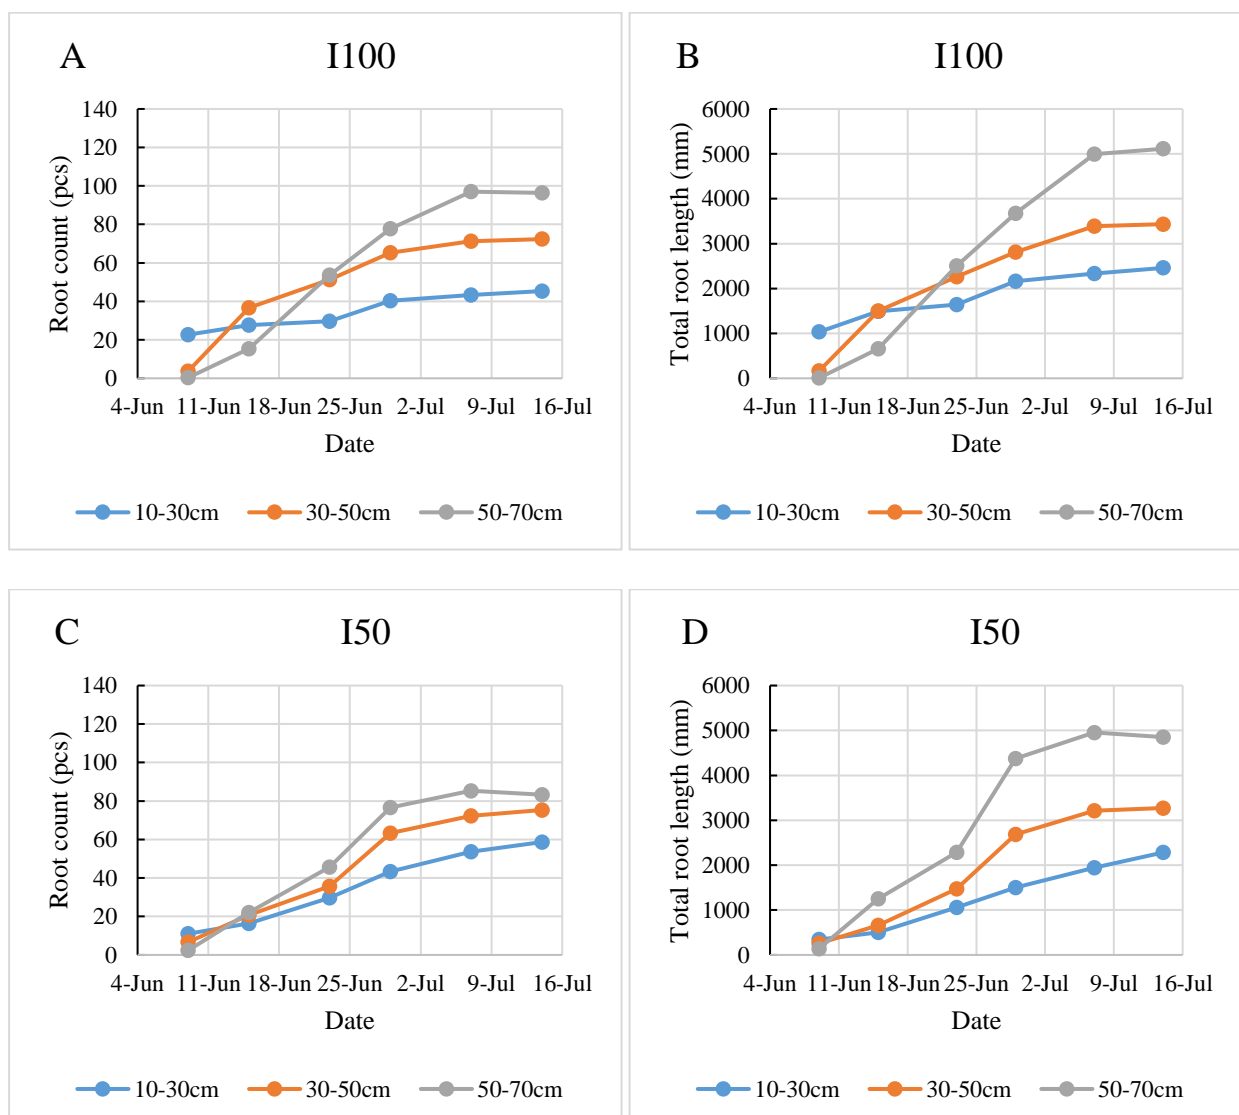 A
I100
Root count (pcs)
140
120
100
80
60
40
20
0
4-Jun 11-Jun 18-Jun 25-Jun 2-Jul 9-Jul 16-Jul
Date
10-30cm 30-50cm 50-70cm
B
I100
Total root length (mm)
6000
5000
4000
3000
2000
1000
0
4-Jun 11-Jun 18-Jun 25-Jun 2-Jul 9-Jul 16-Jul
Date
10-30cm 30-50cm 50-70cm
C
I50
Root count (pcs)
140
120
100
80
60
40
20
0
4-Jun 11-Jun 18-Jun 25-Jun 2-Jul 9-Jul 16-Jul
Date
10-30cm 30-50cm 50-70cm
D
I50
Total root length (mm)
6000
5000
4000
3000
2000
1000
0
4-Jun 11-Jun 18-Jun 25-Jun 2-Jul 9-Jul 16-Jul
Date
10-30cm 30-50cm 50-70cm